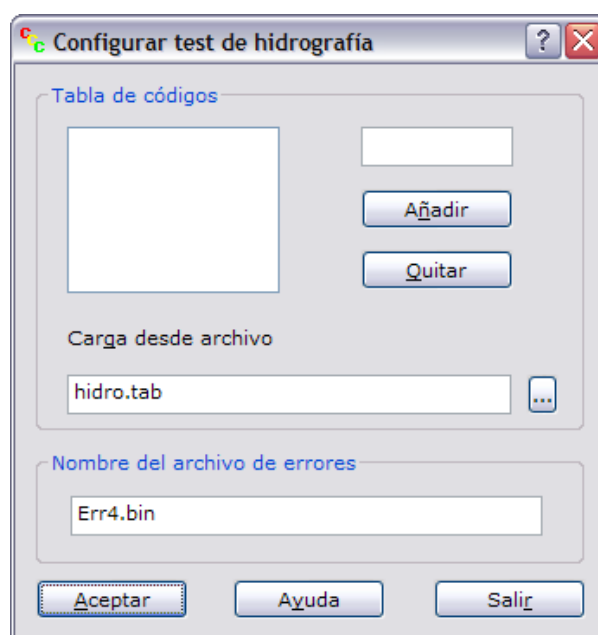 Configurar test de hidrografía
Tabla de códigos
Añadir
Quitar
Carga desde archivo
hidro.tab
...
Nombre del archivo de errores
Err4.bin
Aceptar
Ayuda
Salir